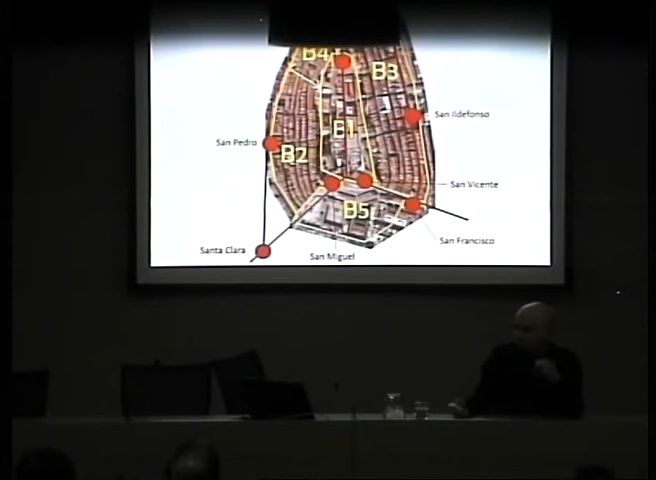 B4
B3
San Ildefonso
B1
San Pedro
B2
San Vicente
B5
San Francisco
Santa Clara
San Miguel